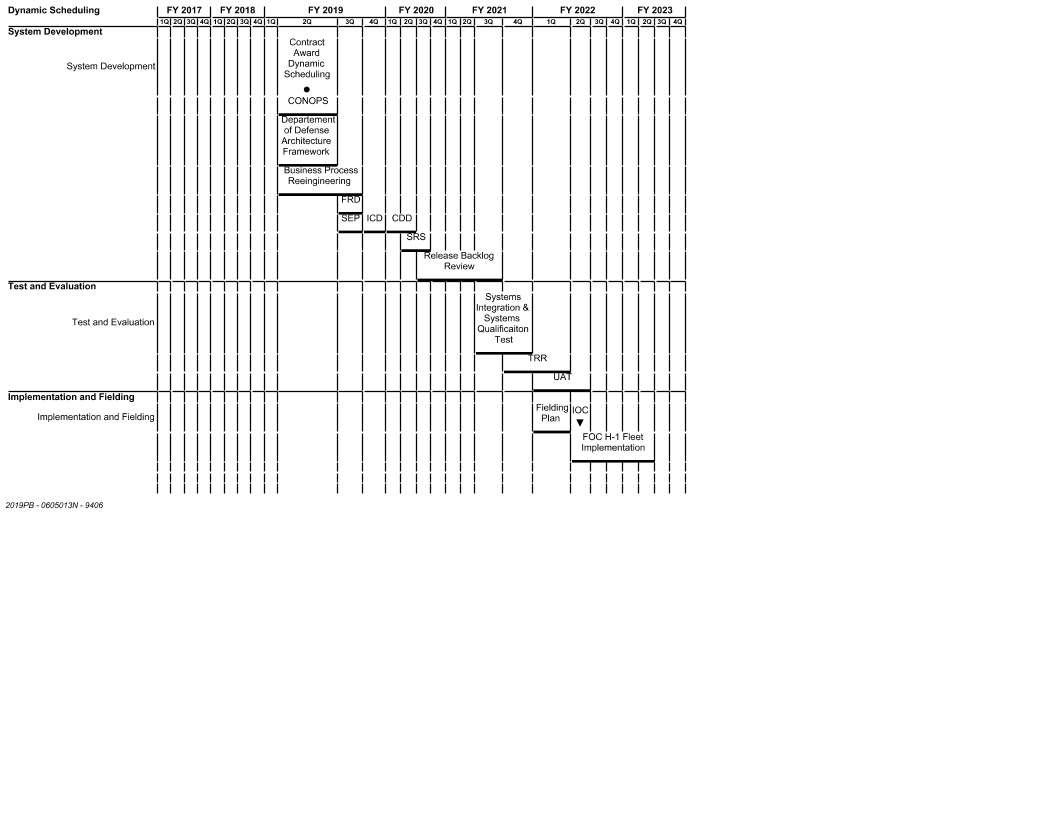 Dynamic Scheduling FY 2017 FY 2018 FY 2019 FY 2020 FY 2021 FY 2022 FY 2023
1Q 2Q 3Q 4Q 1Q 2Q 3Q 4Q 1Q 2Q 3Q 4Q 1Q 2Q 3Q 4Q 1Q 2Q 3Q 4Q 1Q 2Q 3Q 4Q 1Q 2Q 3Q 4Q
System Development
System Development
Contract
Award
Dynamic
Scheduling
CONOPS
Departement
of Defense
Architecture
Framework
Business Process
Reeingineering
FRD
SEP ICD CDD
SRS
Release Backlog
Review
Test and Evaluation
Test and Evaluation
Systems
Integration &
Systems
Qualificaiton
Test
TRR
UAT
Implementation and Fielding
Implementation and Fielding
Fielding
Plan
IOC
FOC H-1 Fleet
Implementation
2019PB - 0605013N - 9406